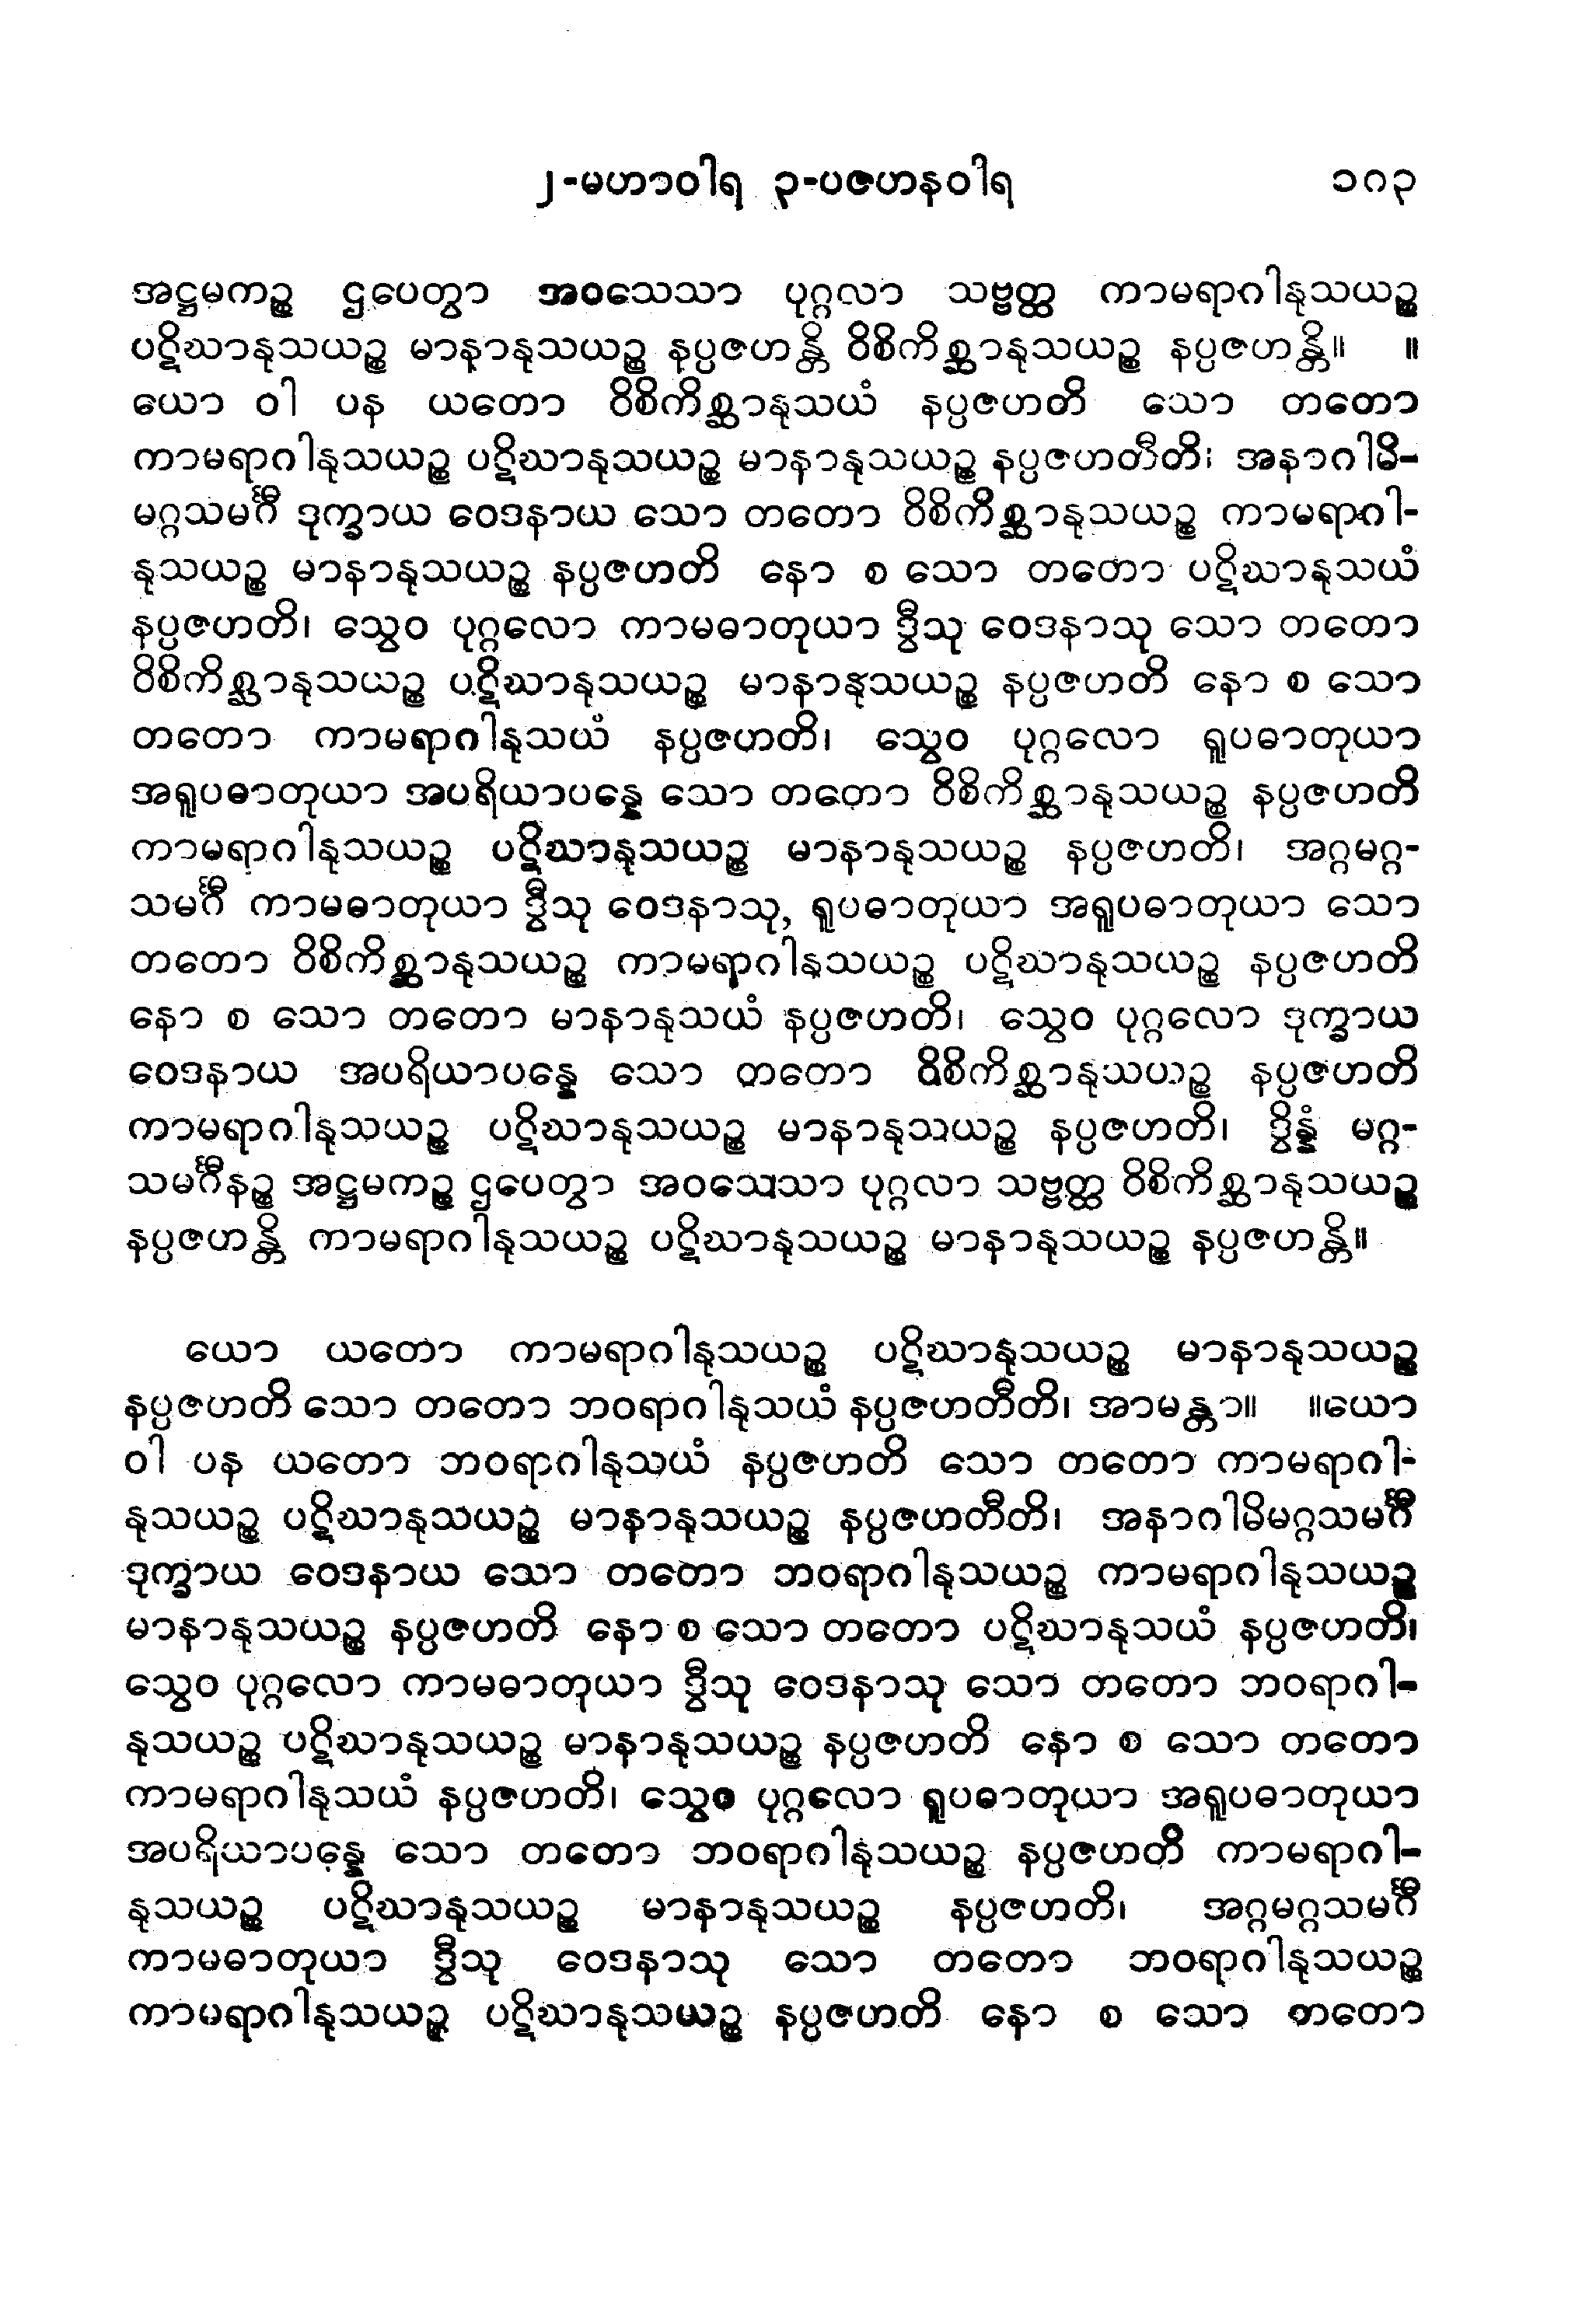 ၂-မဟာဝါရ ၃-ပဇဟနဝါရ ၁၈၃
အဋ္ဌမကဉ္စ ဌပေတွာ အဝသေသာ ပုဂ္ဂလာ သဗ္ဗတ္ထ ကာမရာဂါနုသယဉ္စ
ပဋိဃာနုသယဉ္စ မာနာနုသယဉ္စ နပ္ပဇဟန္တိ ဝိစိကိစ္ဆာနုသယဉ္စ နပ္ပဇဟန္တိ။ ။
ယော ဝါ ပန ယတော ဝိစိကိစ္ဆာနုသယံ နပ္ပဇဟတိ သော တတော
ကာမရာဂါနုသယဉ္စ ပဋိဃာနုသယဉ္စ မာနာနုသယဉ္စ နပ္ပဇဟတီတိ၊ အနာဂါမိ-
မဂ္ဂသမင်္ဂီ ဒုက္ခာယ ဝေဒနာယ သော တတော ဝိစိကိစ္ဆာနုသယဉ္စ ကာမရာဂါ-
နုသယဉ္စ မာနာနုသယဉ္စ နပ္ပဇဟတိ နော စ သော တတော ပဋိဃာနုသယံ
နပ္ပဇဟတိ၊ သွေဝ ပုဂ္ဂလော ကာမဓာတုယာ ဒွီသု ဝေဒနာသု သော တတော
ဝိစိကိစ္ဆာနုသယဉ္စ ပဋိဃာနုသယဉ္စ မာနာနုသယဉ္စ နပ္ပဇဟတိ နော စ သော
တတော ကာမရာဂါနုသယံ နပ္ပဇဟတိ၊ သွေဝ ပုဂ္ဂလော ရူပဓာတုယာ
အရူပဓာတုယာ အပရိယာပန္နေ သော တတော ဝိစိကိစ္ဆာနုသယဉ္စ နပ္ပဇဟတိ
ကာမရာဂါနုသယဉ္စ ပဋိဃာနုသယဉ္စ မာနာနုသယဉ္စ နပ္ပဇဟတိ၊ အဂ္ဂမဂ္ဂ-
သမင်္ဂီ ကာမဓာတုယာ ဒွီသု ဝေဒနာသု, ရူပဓာတုယာ အရူပဓာတုယာ သော
တတော ဝိစိကိစ္ဆာနုသယဉ္စ ကာမရာဂါနုသယဉ္စ ပဋိဃာနုသယဉ္စ နပ္ပဇဟတိ
နော စ သော တတော မာနာနုသယံ နပ္ပဇဟတိ၊ သွေဝ ပုဂ္ဂလော ဒုက္ခာယ
ဝေဒနာယ အပရိယာပန္နေ သော တတော ဝိစိကိစ္ဆာနုသယဉ္စ နပ္ပဇဟတိ
ကာမရာဂါနုသယဉ္စ ပဋိဃာနုသယဉ္စ မာနာနုသယဉ္စ နပ္ပဇဟတိ၊ ဒွိန္နံ မဂ္ဂ-
သမင်္ဂီနဉ္စ အဋ္ဌမကဉ္စ ဌပေတွာ အဝသေသာ ပုဂ္ဂလာ သဗ္ဗတ္ထ ဝိစိကိစ္ဆာနုသယဉ္စ
နပ္ပဇဟန္တိ ကာမရာဂါနုသယဉ္စ ပဋိဃာနုသယဉ္စ မာနာနုသယဉ္စ နပ္ပဇဟန္တိ။
ယော ယတော ကာမရာဂါနုသယဉ္စ ပဋိဃာနုသယဉ္စ မာနာနုသယဉ္စ
နပ္ပဇဟတိ သော တတော ဘဝရာဂါနုသယံ နပ္ပဇဟတီတိ၊ အာမန္တာ။ ။ယော
ဝါ ပန ယတော ဘဝရာဂါနုသယံ နပ္ပဇဟတိ သော တတော ကာမရာဂါ-
နုသယဉ္စ ပဋိဃာနုသယဉ္စ မာနာနုသယဉ္စ နပ္ပဇဟတီတိ၊ အနာဂါမိမဂ္ဂသမင်္ဂီ
ဒုက္ခာယ ဝေဒနာယ သော တတော ဘဝရာဂါနုသယဉ္စ ကာမရာဂါနုသယဉ္စ
မာနာနုသယဉ္စ နပ္ပဇဟတိ နော စ သော တတော ပဋိဃာနုသယံ နပ္ပဇဟတိ၊
သွေဝ ပုဂ္ဂလော ကာမဓာတုယာ ဒွီသု ဝေဒနာသု သော တတော ဘဝရာဂါ-
နုသယဉ္စ ပဋိဃာနုသယဉ္စ မာနာနုသယဉ္စ နပ္ပဇဟတိ နော စ သော တတော
ကာမရာဂါနုသယံ နပ္ပဇဟတိ၊ သွေဝ ပုဂ္ဂလော ရူပဓာတုယာ အရူပဓာတုယာ
အပရိယာပန္နေ သော တတော ဘဝရာဂါနုသယဉ္စ နပ္ပဇဟတိ ကာမရာဂါ-
နုသယဉ္စ ပဋိဃာနုသယဉ္စ မာနာနုသယဉ္စ နပ္ပဇဟတိ၊ အဂ္ဂမဂ္ဂသမင်္ဂီ
ကာမဓာတုယာ ဒွီသု ဝေဒနာသု သော တတော ဘဝရာဂါနုသယဉ္စ
ကာမရာဂါနုသယဉ္စ ပဋိဃာနုသယဉ္စ နပ္ပဇဟတိ နော စ သော တတော